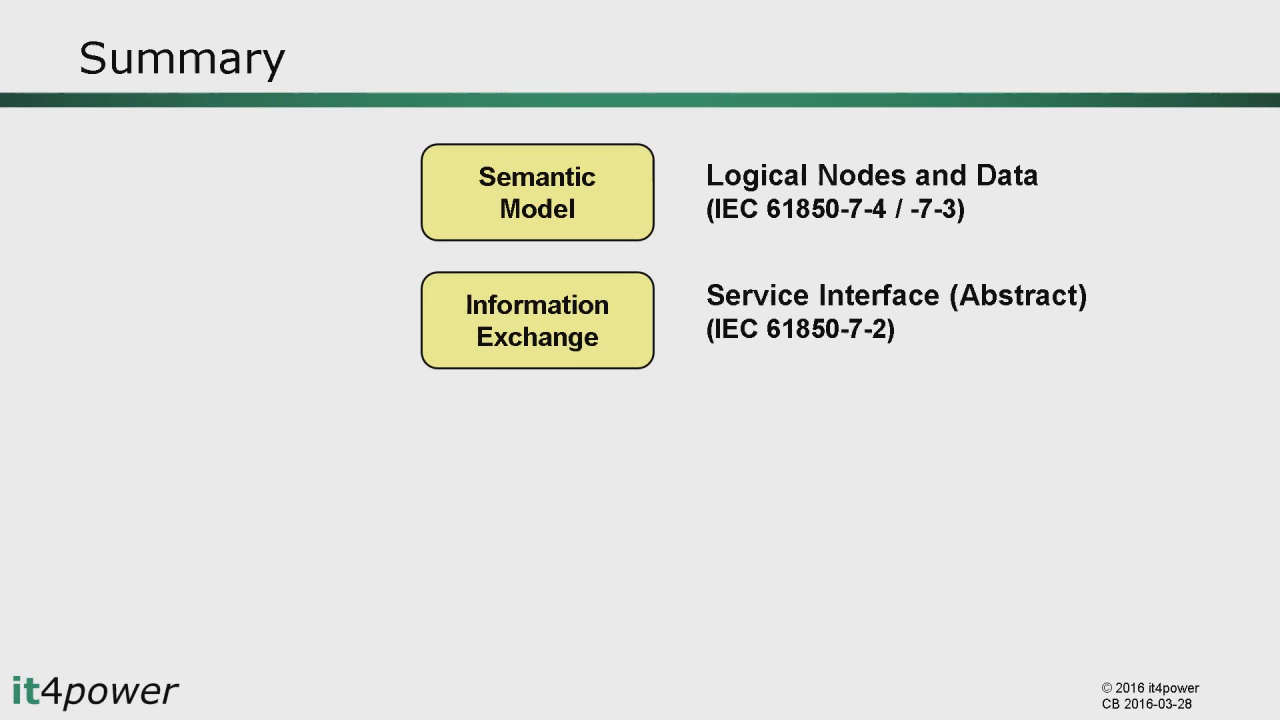 Summary
Semantic
Model
Logical Nodes and Data
(IEC 61850-7-4 / -7-3)
Information
Exchange
Service Interface (Abstract)
(IEC 61850-7-2)
it4power
© 2016 it4power
CB 2016-03-28